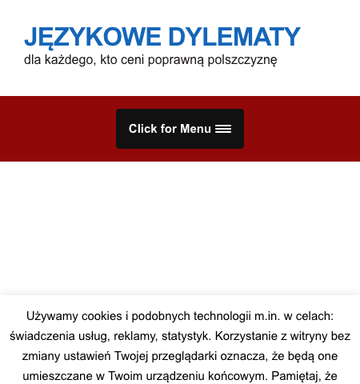 JĘZYKOWE DYLEMATY
dla każdego, kto ceni poprawną polszczyznę
Click for Menu
Używamy cookies i podobnych technologii m.in. w celach:
świadczenia usług, reklamy, statystyk. Korzystanie z witryny bez
zmiany ustawień Twojej przeglądarki oznacza, że będą one
umieszczane w Twoim urządzeniu końcowym. Pamiętaj, że